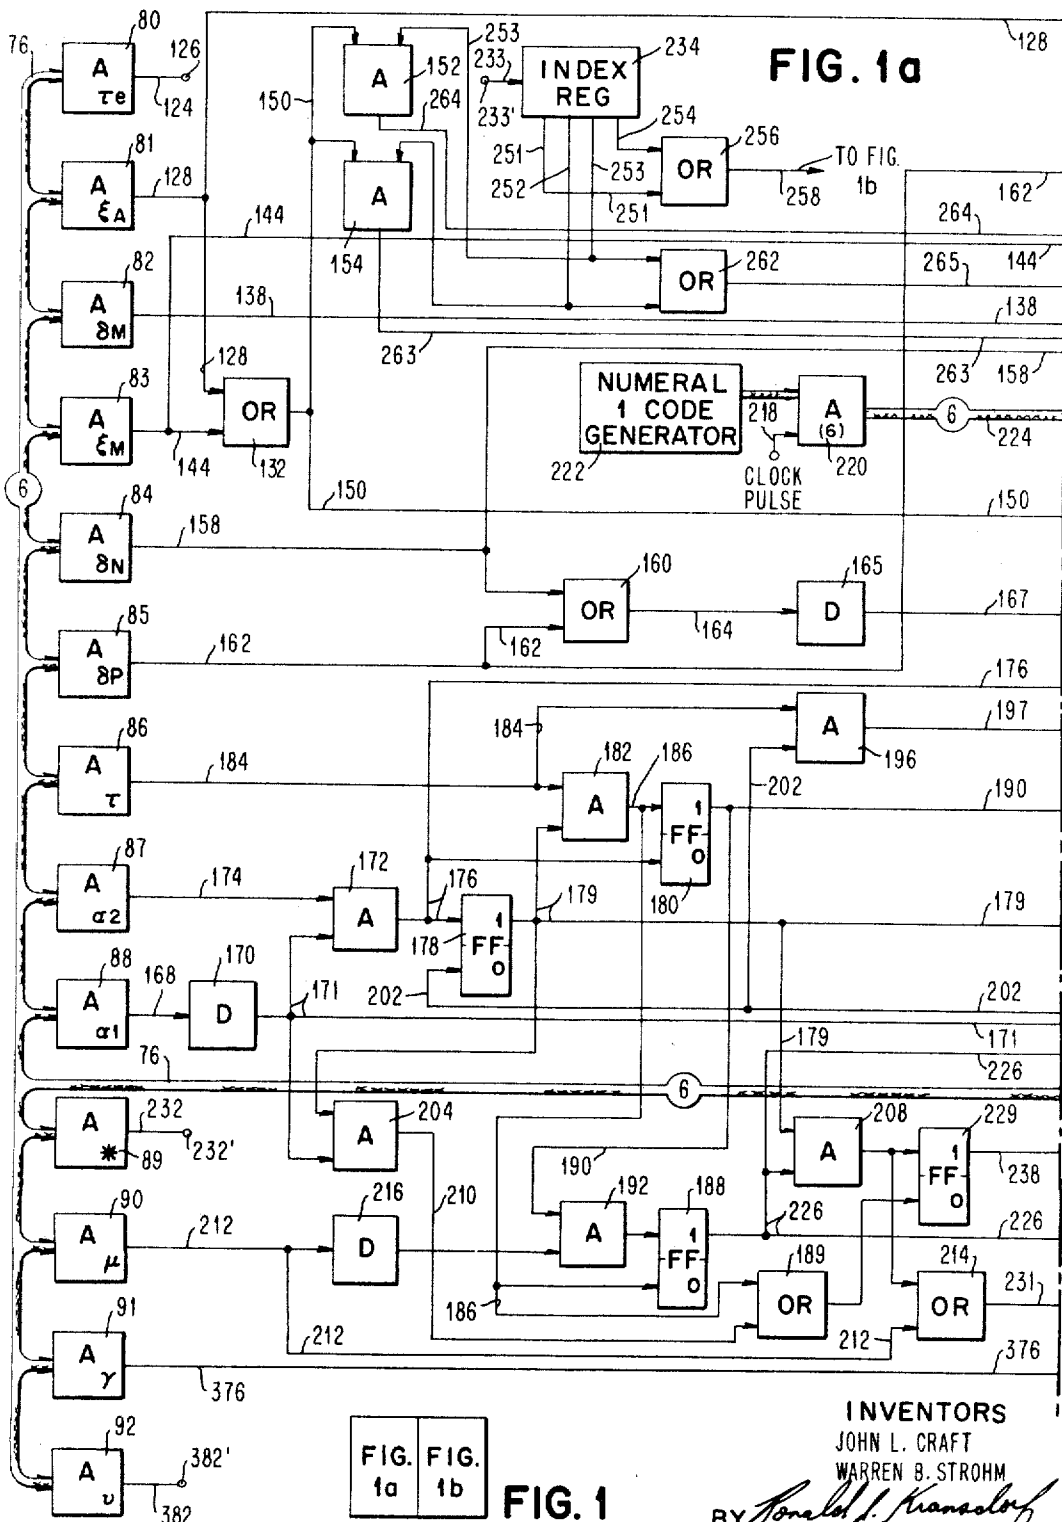 FIG. 1a
76
80
A
τe
126
124
128
81
A
ξA
128
82
A
δM
138
83
A
ξM
144
144
128
OR
132
6
84
A
δN
158
85
A
δP
162
86
A
τ
184
87
A
α2
174
88
A
α1
168
170
D
171
76
6
A
*
89
232
232'
90
A
μ
212
91
A
γ
376
92
A
υ
382'
382
150
A
152
253
264
A
154
233
233'
INDEX
REG
234
251
252
253
254
251
OR
256
258
TO FIG.
1b
162
264
144
OR
262
265
138
263
263
158
NUMERAL
1 CODE
GENERATOR
222
218
A
(6)
220
CLOCK
PULSE
6
224
150
150
OR
160
162
164
165
D
167
176
184
A
196
197
202
182
A
186
1
FF
0
180
190
172
A
176
178
1
FF
0
179
179
202
202
171
179
226
204
A
210
190
208
A
229
1
FF
0
238
216
D
192
A
188
1
FF
0
226
226
186
189
OR
214
OR
231
212
212
376
FIG. 1a
FIG. 1b
FIG. 1
INVENTORS
JOHN L. CRAFT
WARREN B. STROHM
BY Ronald J. Kransdorf